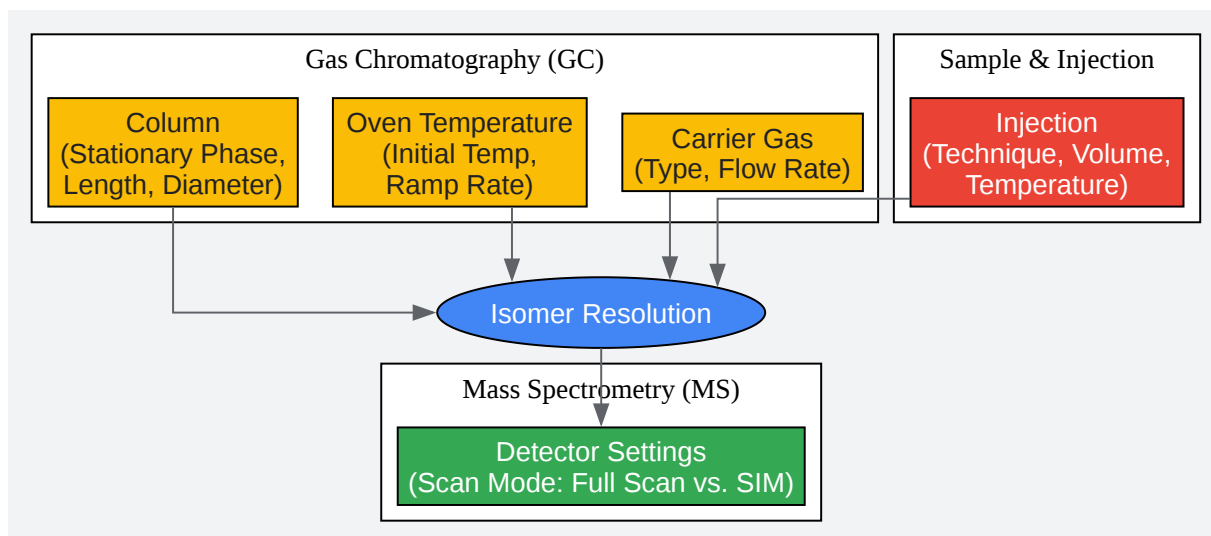 Gas Chromatography (GC)
Column
(Stationary Phase,
Length, Diameter)
Oven Temperature
(Initial Temp,
Ramp Rate)
Carrier Gas
(Type, Flow Rate)
Sample & Injection
Injection
(Technique, Volume,
Temperature)
Isomer Resolution
Mass Spectrometry (MS)
Detector Settings
(Scan Mode: Full Scan vs. SIM)